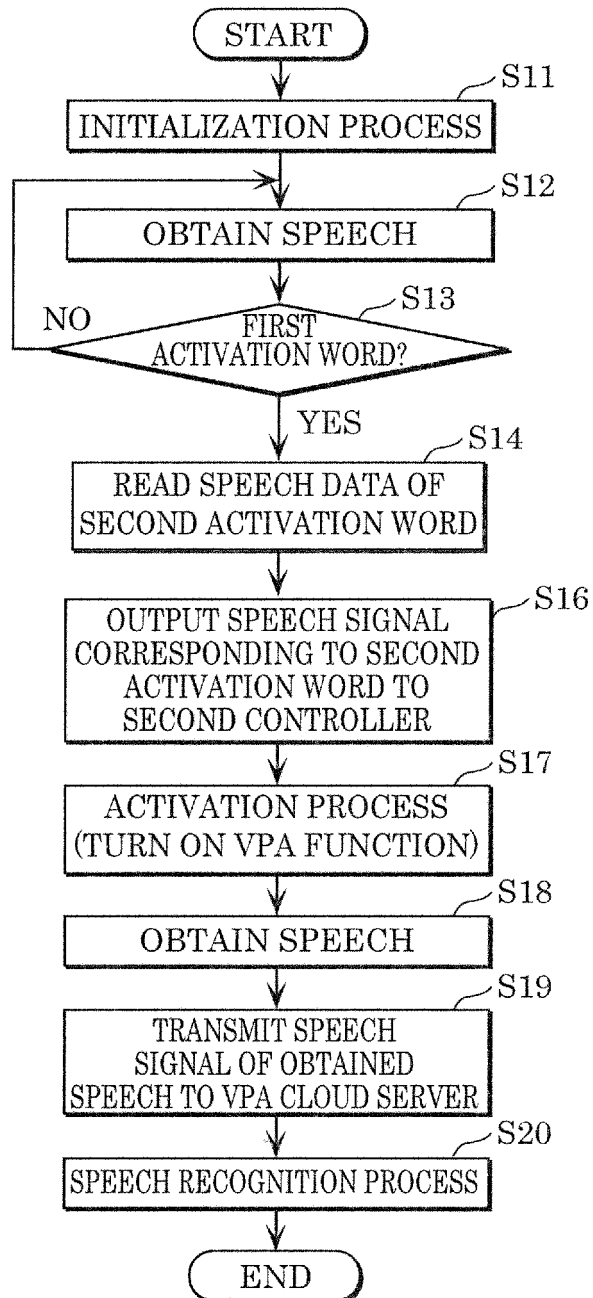 START
S11
INITIALIZATION PROCESS
S12
OBTAIN SPEECH
S13
NO
FIRST
ACTIVATION WORD?
YES
S14
READ SPEECH DATA OF
SECOND ACTIVATION WORD
S16
OUTPUT SPEECH SIGNAL
CORRESPONDING TO SECOND
ACTIVATION WORD TO
SECOND CONTROLLER
S17
ACTIVATION PROCESS
(TURN ON VPA FUNCTION)
S18
OBTAIN SPEECH
S19
TRANSMIT SPEECH
SIGNAL OF OBTAINED
SPEECH TO VPA CLOUD SERVER
S20
SPEECH RECOGNITION PROCESS
END